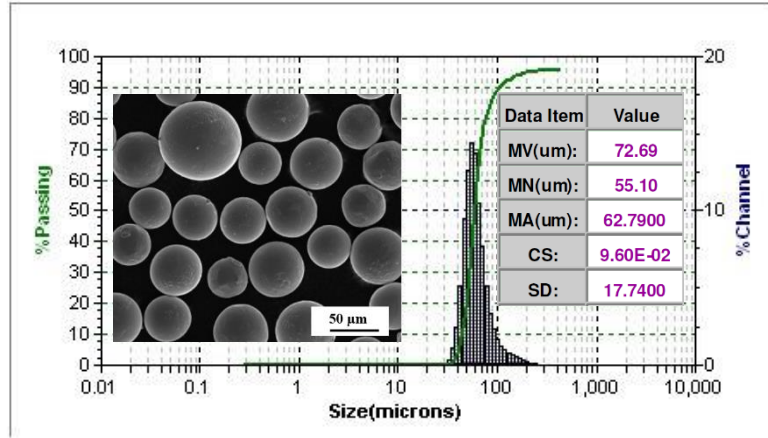 100
90
80
70
60
50
40
30
20
10
0
%Passing
20
10
0
%Channel
Data Item Value
MV(um): 72.69
MN(um): 55.10
MA(um): 62.7900
CS: 9.60E-02
SD: 17.7400
50 µm
0.01 0.1 1 10 100 1,000 10,000
Size(microns)